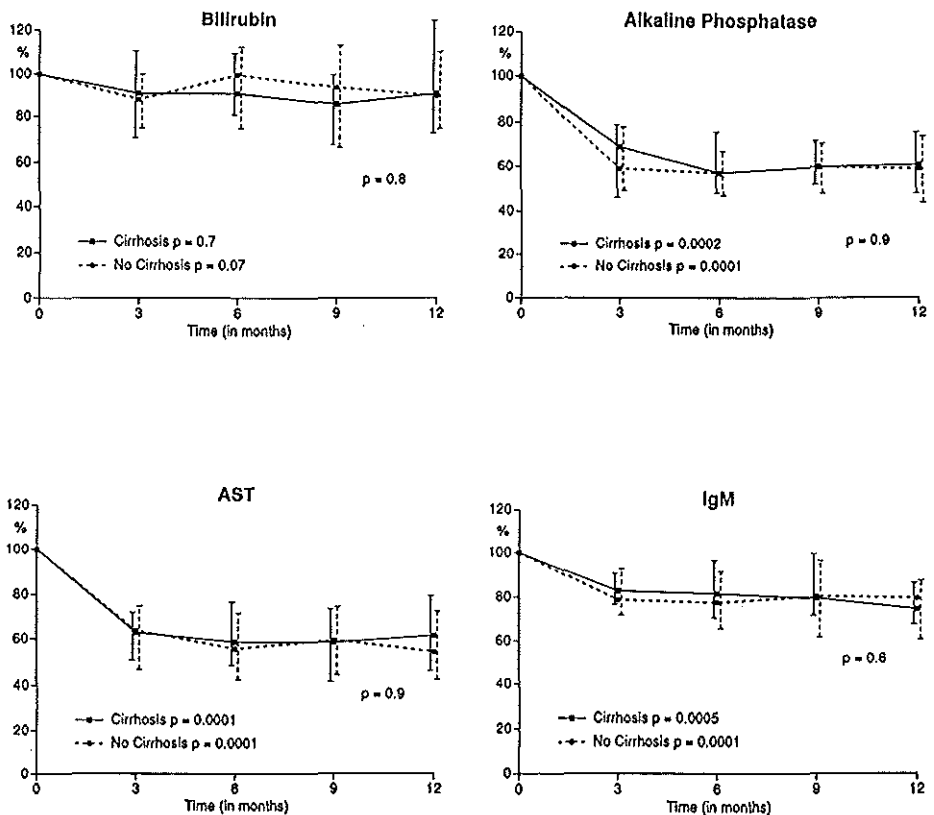 Bilirubin
120
%
100
80
60
40
20
0
p = 0.8
Cirrhosis p = 0.7
No Cirrhosis p = 0.07
0 3 6 9 12
Time (in months)
Alkaline Phosphatase
120
%
100
80
60
40
20
0
Cirrhosis p = 0.0002
p = 0.9
No Cirrhosis p = 0.0001
0 3 6 9 12
Time (in months)
AST
120
%
100
80
60
40
20
0
p = 0.9
Cirrhosis p = 0.0001
No Cirrhosis p = 0.0001
0 3 6 9 12
Time (in months)
IgM
120
%
100
80
60
40
20
0
p = 0.6
Cirrhosis p = 0.0005
No Cirrhosis p = 0.0001
0 3 6 9 12
Time (in months)